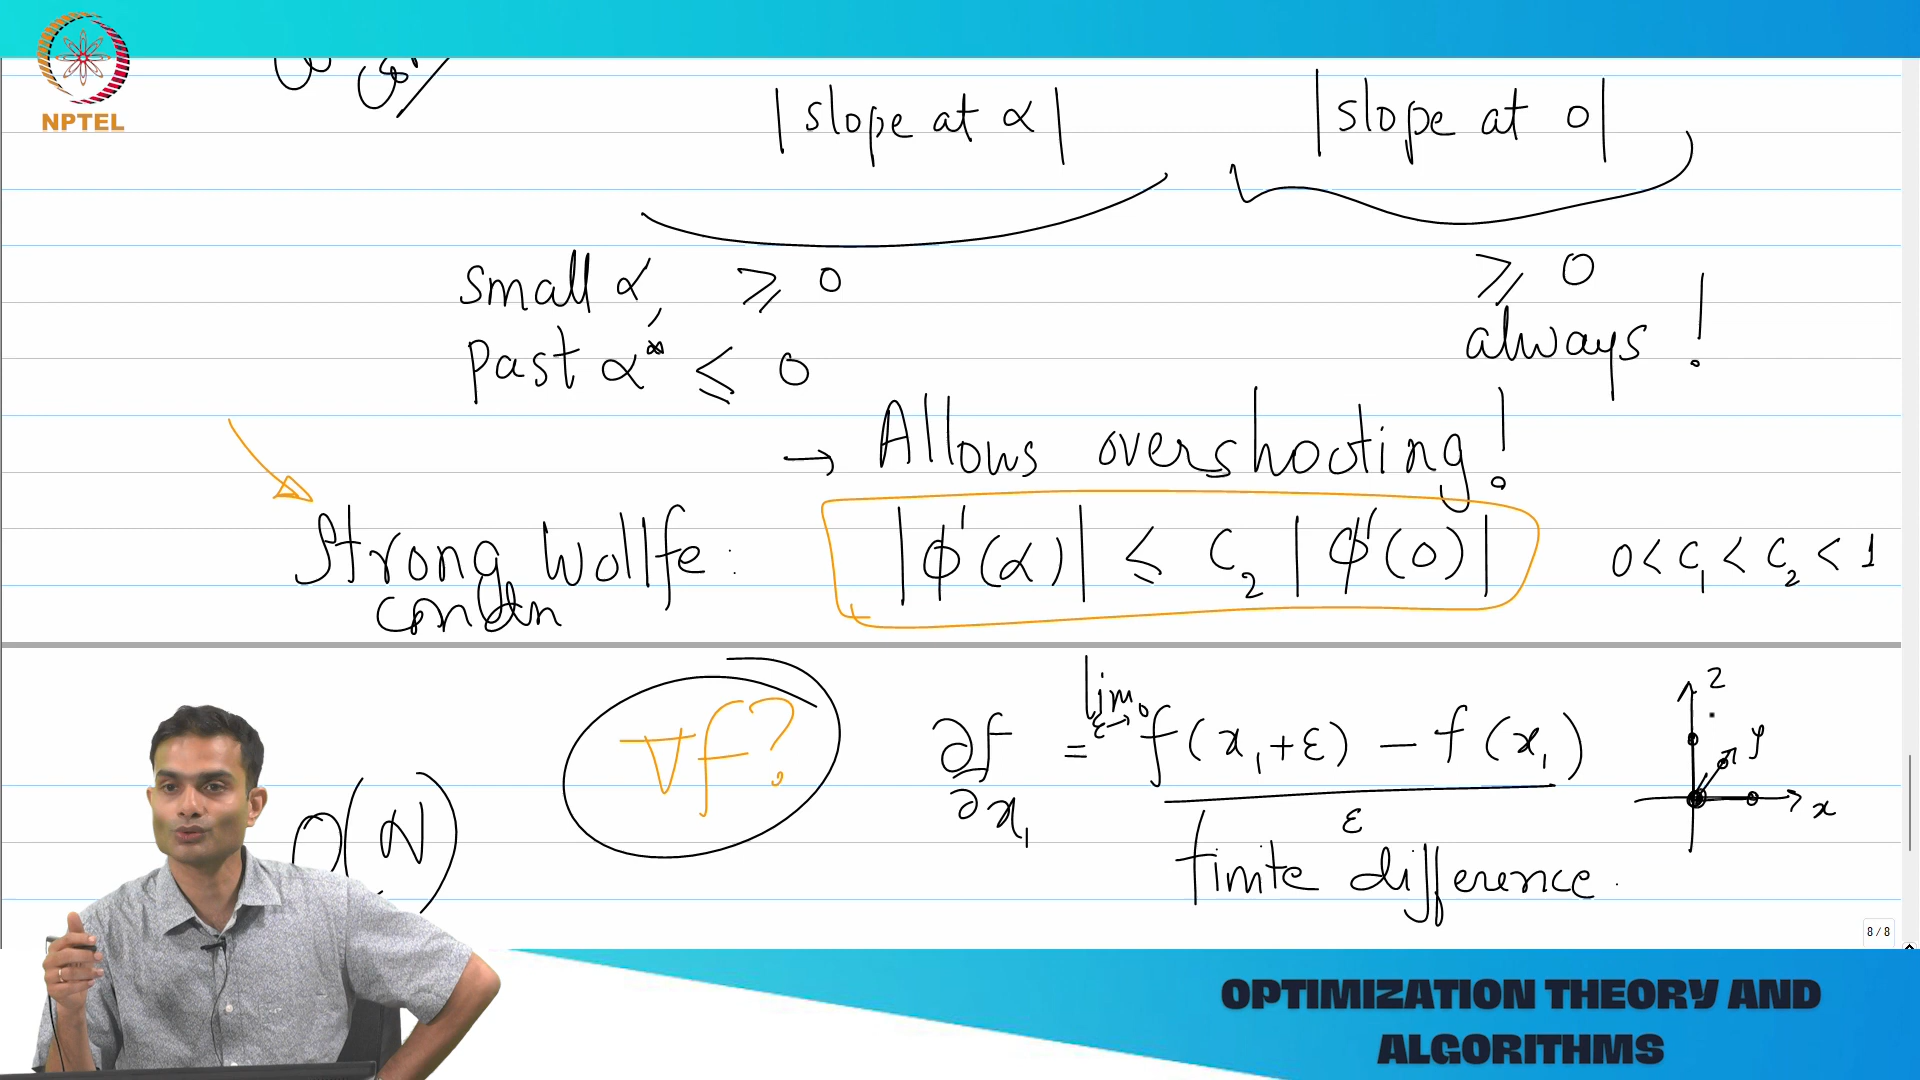 NPTEL
|slope at α| |slope at 0|
small α, ⩾ 0 ⩾ 0
always!
past α* ⩽ 0
→ Allows overshooting!
Strong Wollfe: |ϕ'(α)| ≤ C₂ |ϕ'(0)| 0 < C₁ < C₂ < 1
condn
∇f? ∂f/∂x₁ = lim ε→0 f(x₁+ε) − f(x₁) / ε
z
y
x
O(N)
finite difference.
8 / 8
OPTIMIZATION THEORY AND
ALGORITHMS